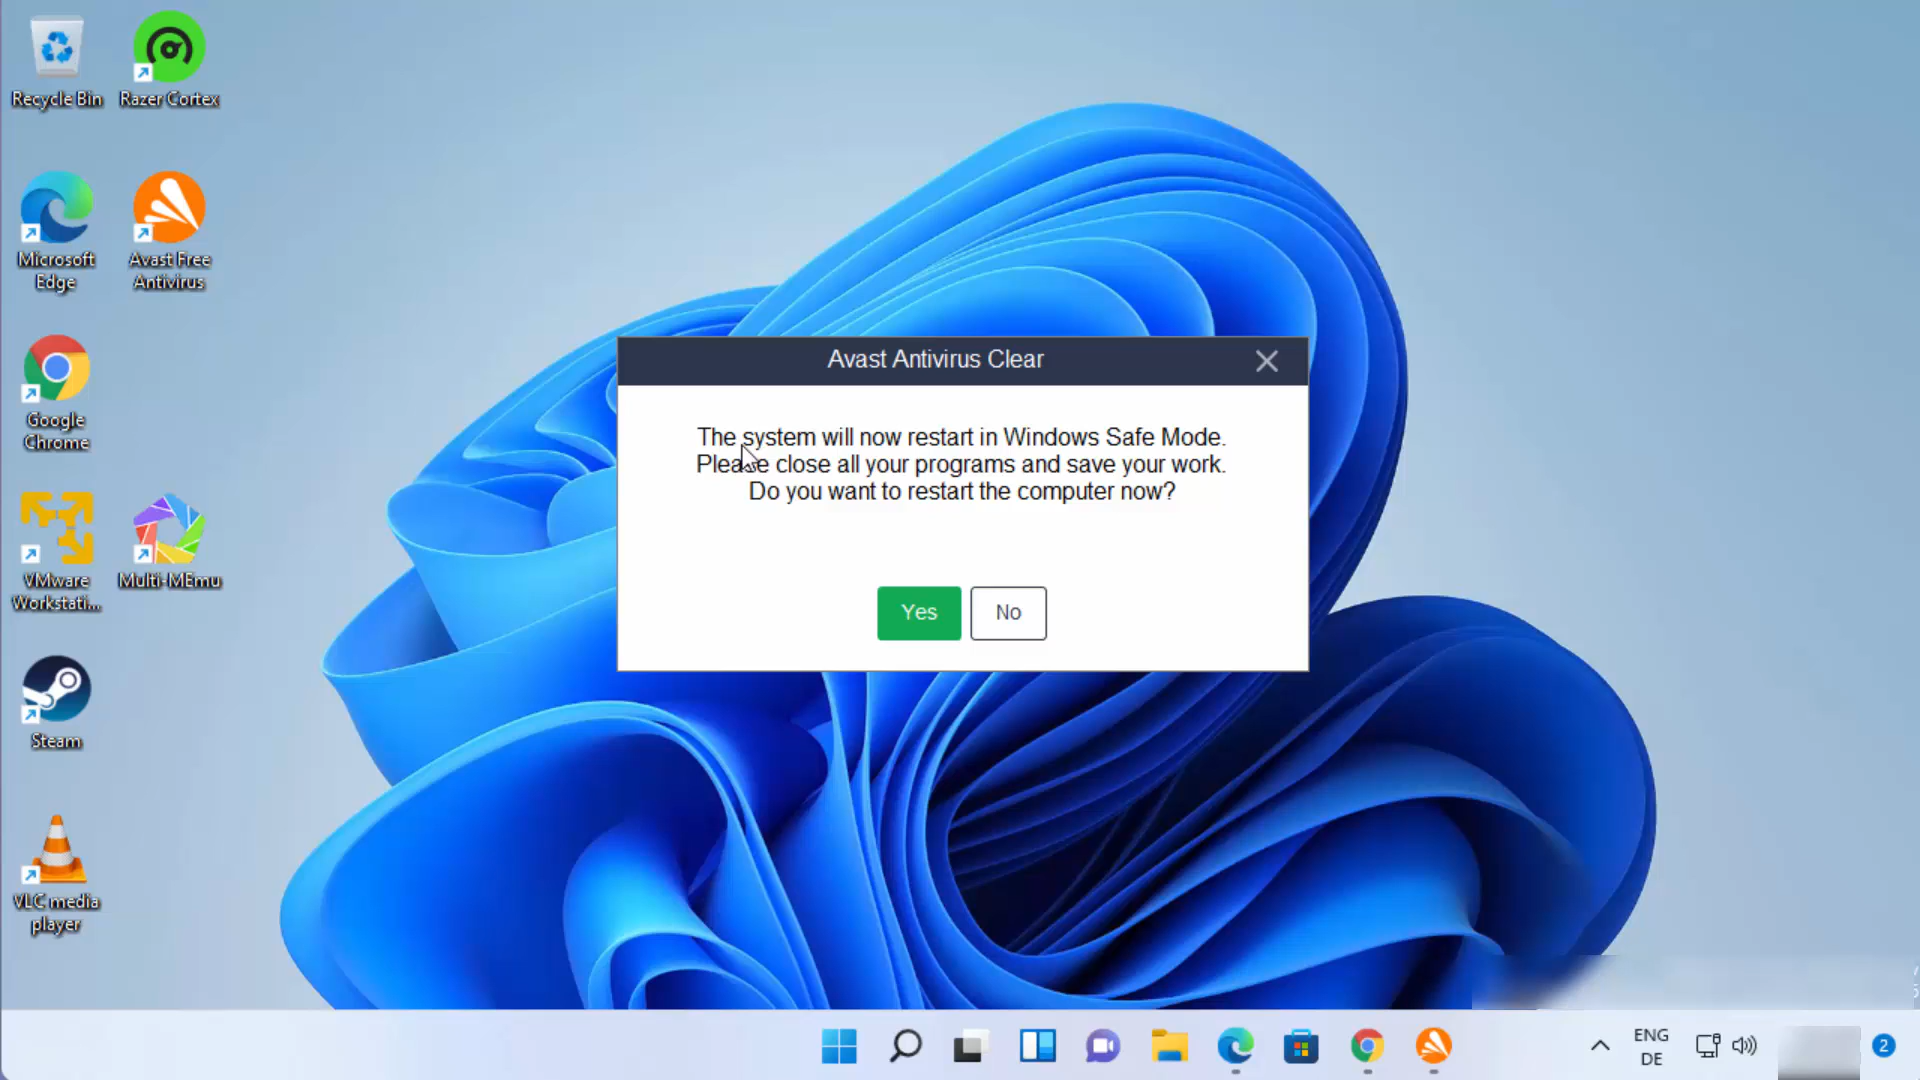 Recycle Bin
Razer Cortex
Microsoft
Edge
Avast Free
Antivirus
Google
Chrome
VMware
Workstati...
Multi-MEmu
Steam
VLC media
player
Avast Antivirus Clear
The system will now restart in Windows Safe Mode.
Please close all your programs and save your work.
Do you want to restart the computer now?
Yes
No
ENG
DE
2